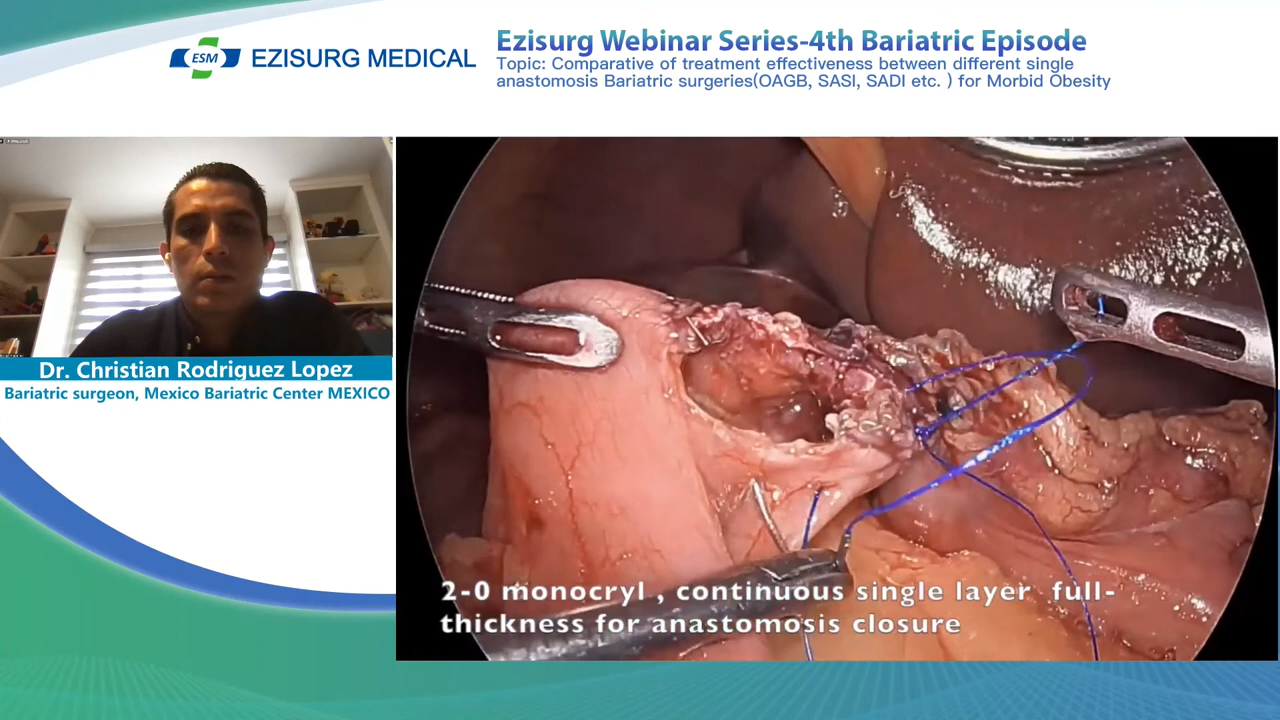 ESM
EZISURG MEDICAL
Ezisurg Webinar Series-4th Bariatric Episode
Topic: Comparative of treatment effectiveness between different single
anastomosis Bariatric surgeries(OAGB, SASI, SADI etc. ) for Morbid Obesity
Dr. Christian Rodriguez Lopez
Bariatric surgeon, Mexico Bariatric Center MEXICO
2-0 monocryl , continuous single layer full-
thickness for anastomosis closure